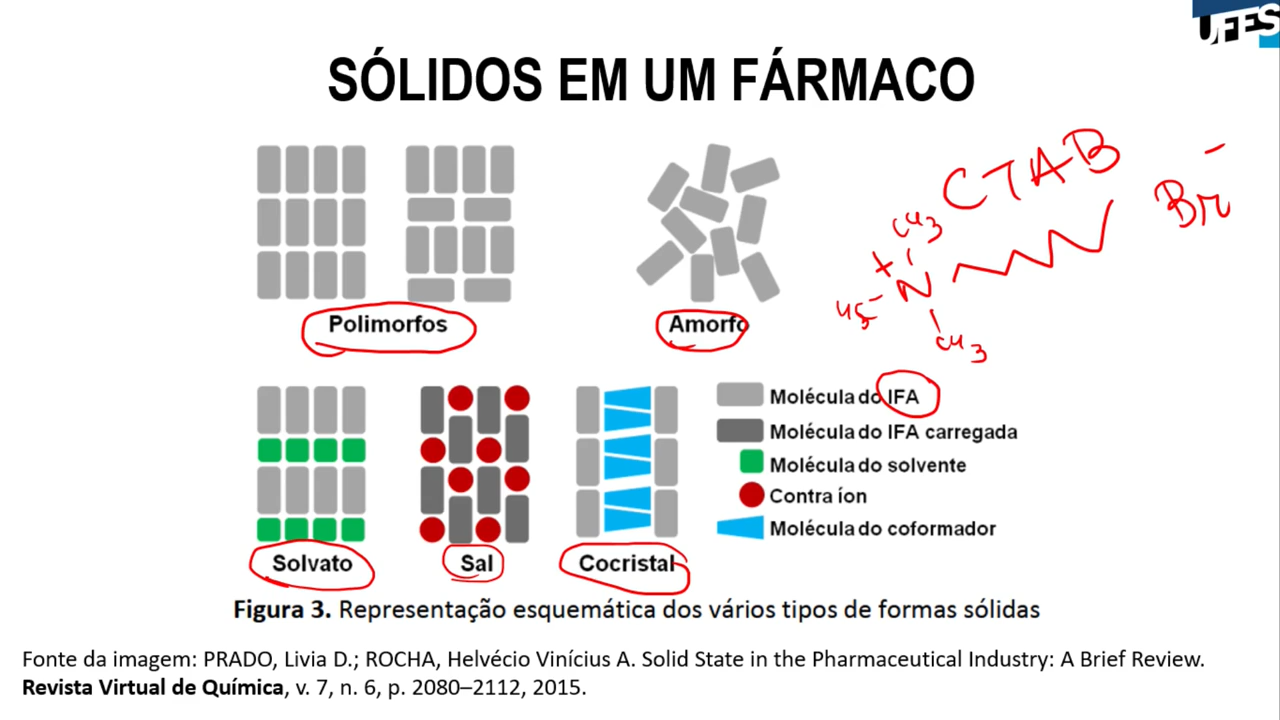 UFES
SÓLIDOS EM UM FÁRMACO
CTAB
Br -
CH3
+
N
CH3
Polimorfos
Amorfo
Molécula do IFA
Molécula do IFA carregada
Molécula do solvente
Contra íon
Molécula do coformador
Solvato
Sal
Cocristal
Figura 3. Representação esquemática dos vários tipos de formas sólidas
Fonte da imagem: PRADO, Livia D.; ROCHA, Helvécio Vinícius A. Solid State in the Pharmaceutical Industry: A Brief Review.
Revista Virtual de Química, v. 7, n. 6, p. 2080–2112, 2015.